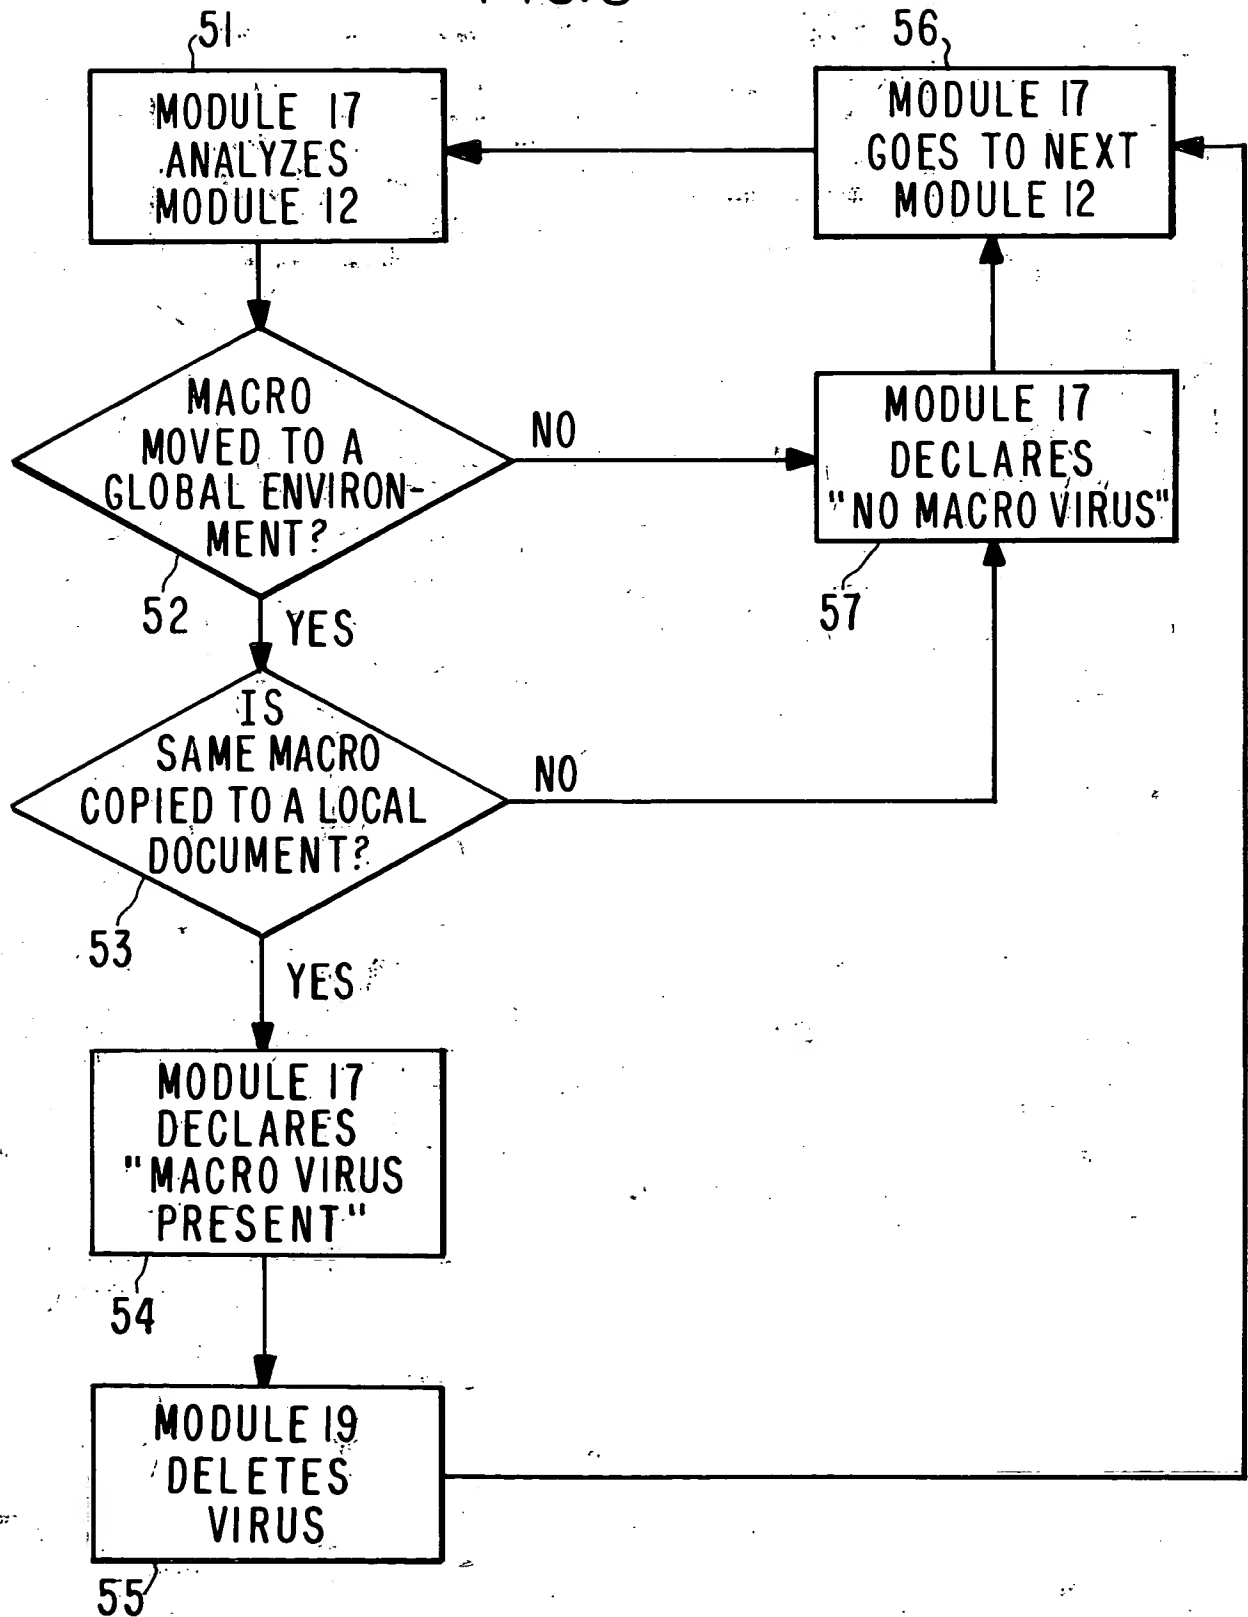 51
MODULE 17
ANALYZES
MODULE 12
56
MODULE 17
GOES TO NEXT
MODULE 12
MACRO
MOVED TO A
GLOBAL ENVIRON-
MENT?
52
NO
YES
MODULE 17
DECLARES
"NO MACRO VIRUS"
57
IS
SAME MACRO
COPIED TO A LOCAL
DOCUMENT?
53
NO
YES
MODULE 17
DECLARES
"MACRO VIRUS
PRESENT"
54
MODULE 19
DELETES
VIRUS
55